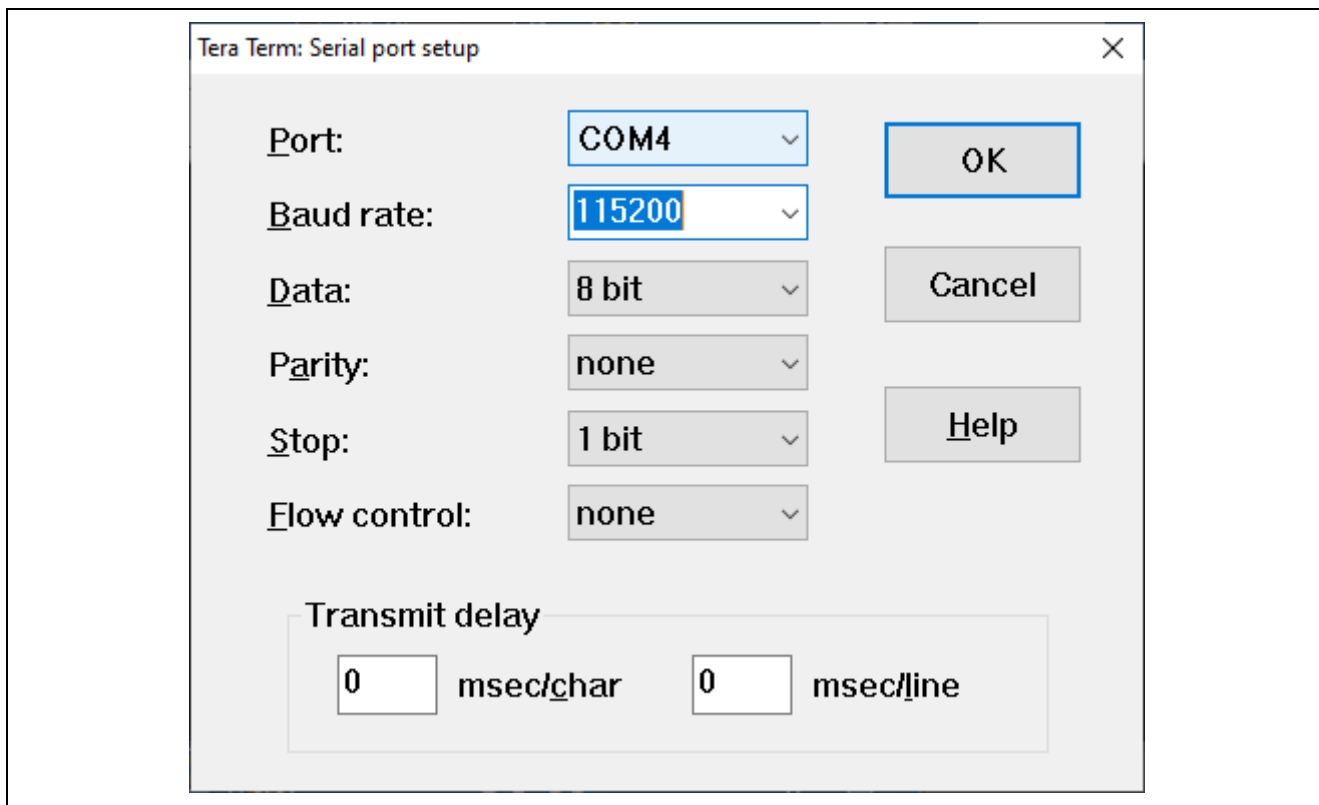 Tera Term: Serial port setup
Port: COM4
OK
Baud rate: 115200
Data: 8 bit
Cancel
Parity: none
Stop: 1 bit
Help
Flow control: none
Transmit delay
0 msec/char 0 msec/line